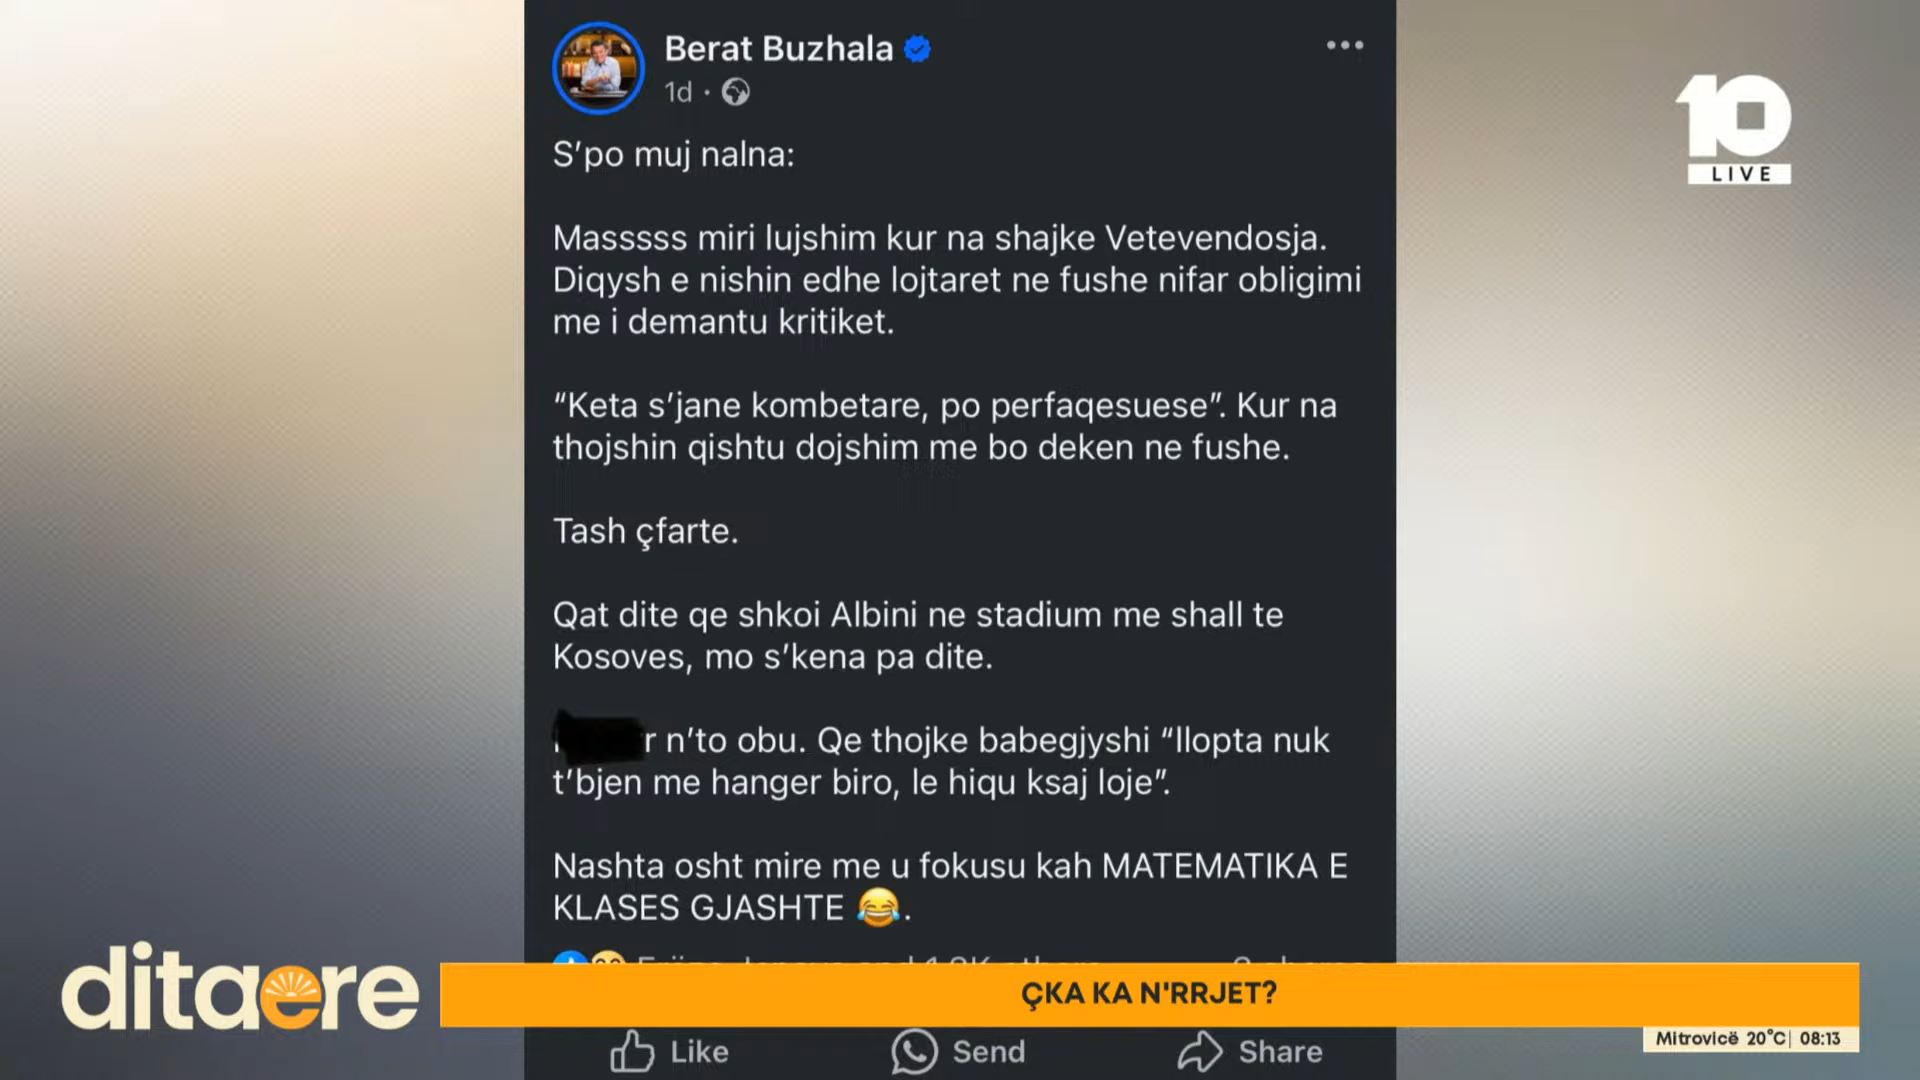 Berat Buzhala
1d
S'po muj nalna:
Masssss miri lujshim kur na shajke Vetevendosja.
Diqysh e nishin edhe lojtaret ne fushe nifar obligimi
me i demantu kritiket.
“Keta s'jane kombetare, po perfaqesuese”. Kur na
thojshin qishtu dojshim me bo deken ne fushe.
Tash çfarte.
Qat dite qe shkoi Albini ne stadium me shall te
Kosoves, mo s'kena pa dite.
n'to obu. Qe thojke babegjyshi “llopta nuk
t'bjen me hanger biro, le hiqu ksaj loje”.
Nashta osht mire me u fokusu kah MATEMATIKA E
KLASES GJASHTE 😂.
Like
Send
Share
10
LIVE
ditaere
ÇKA KA N'RRJET?
Mitrovicë 20°C| 08:13